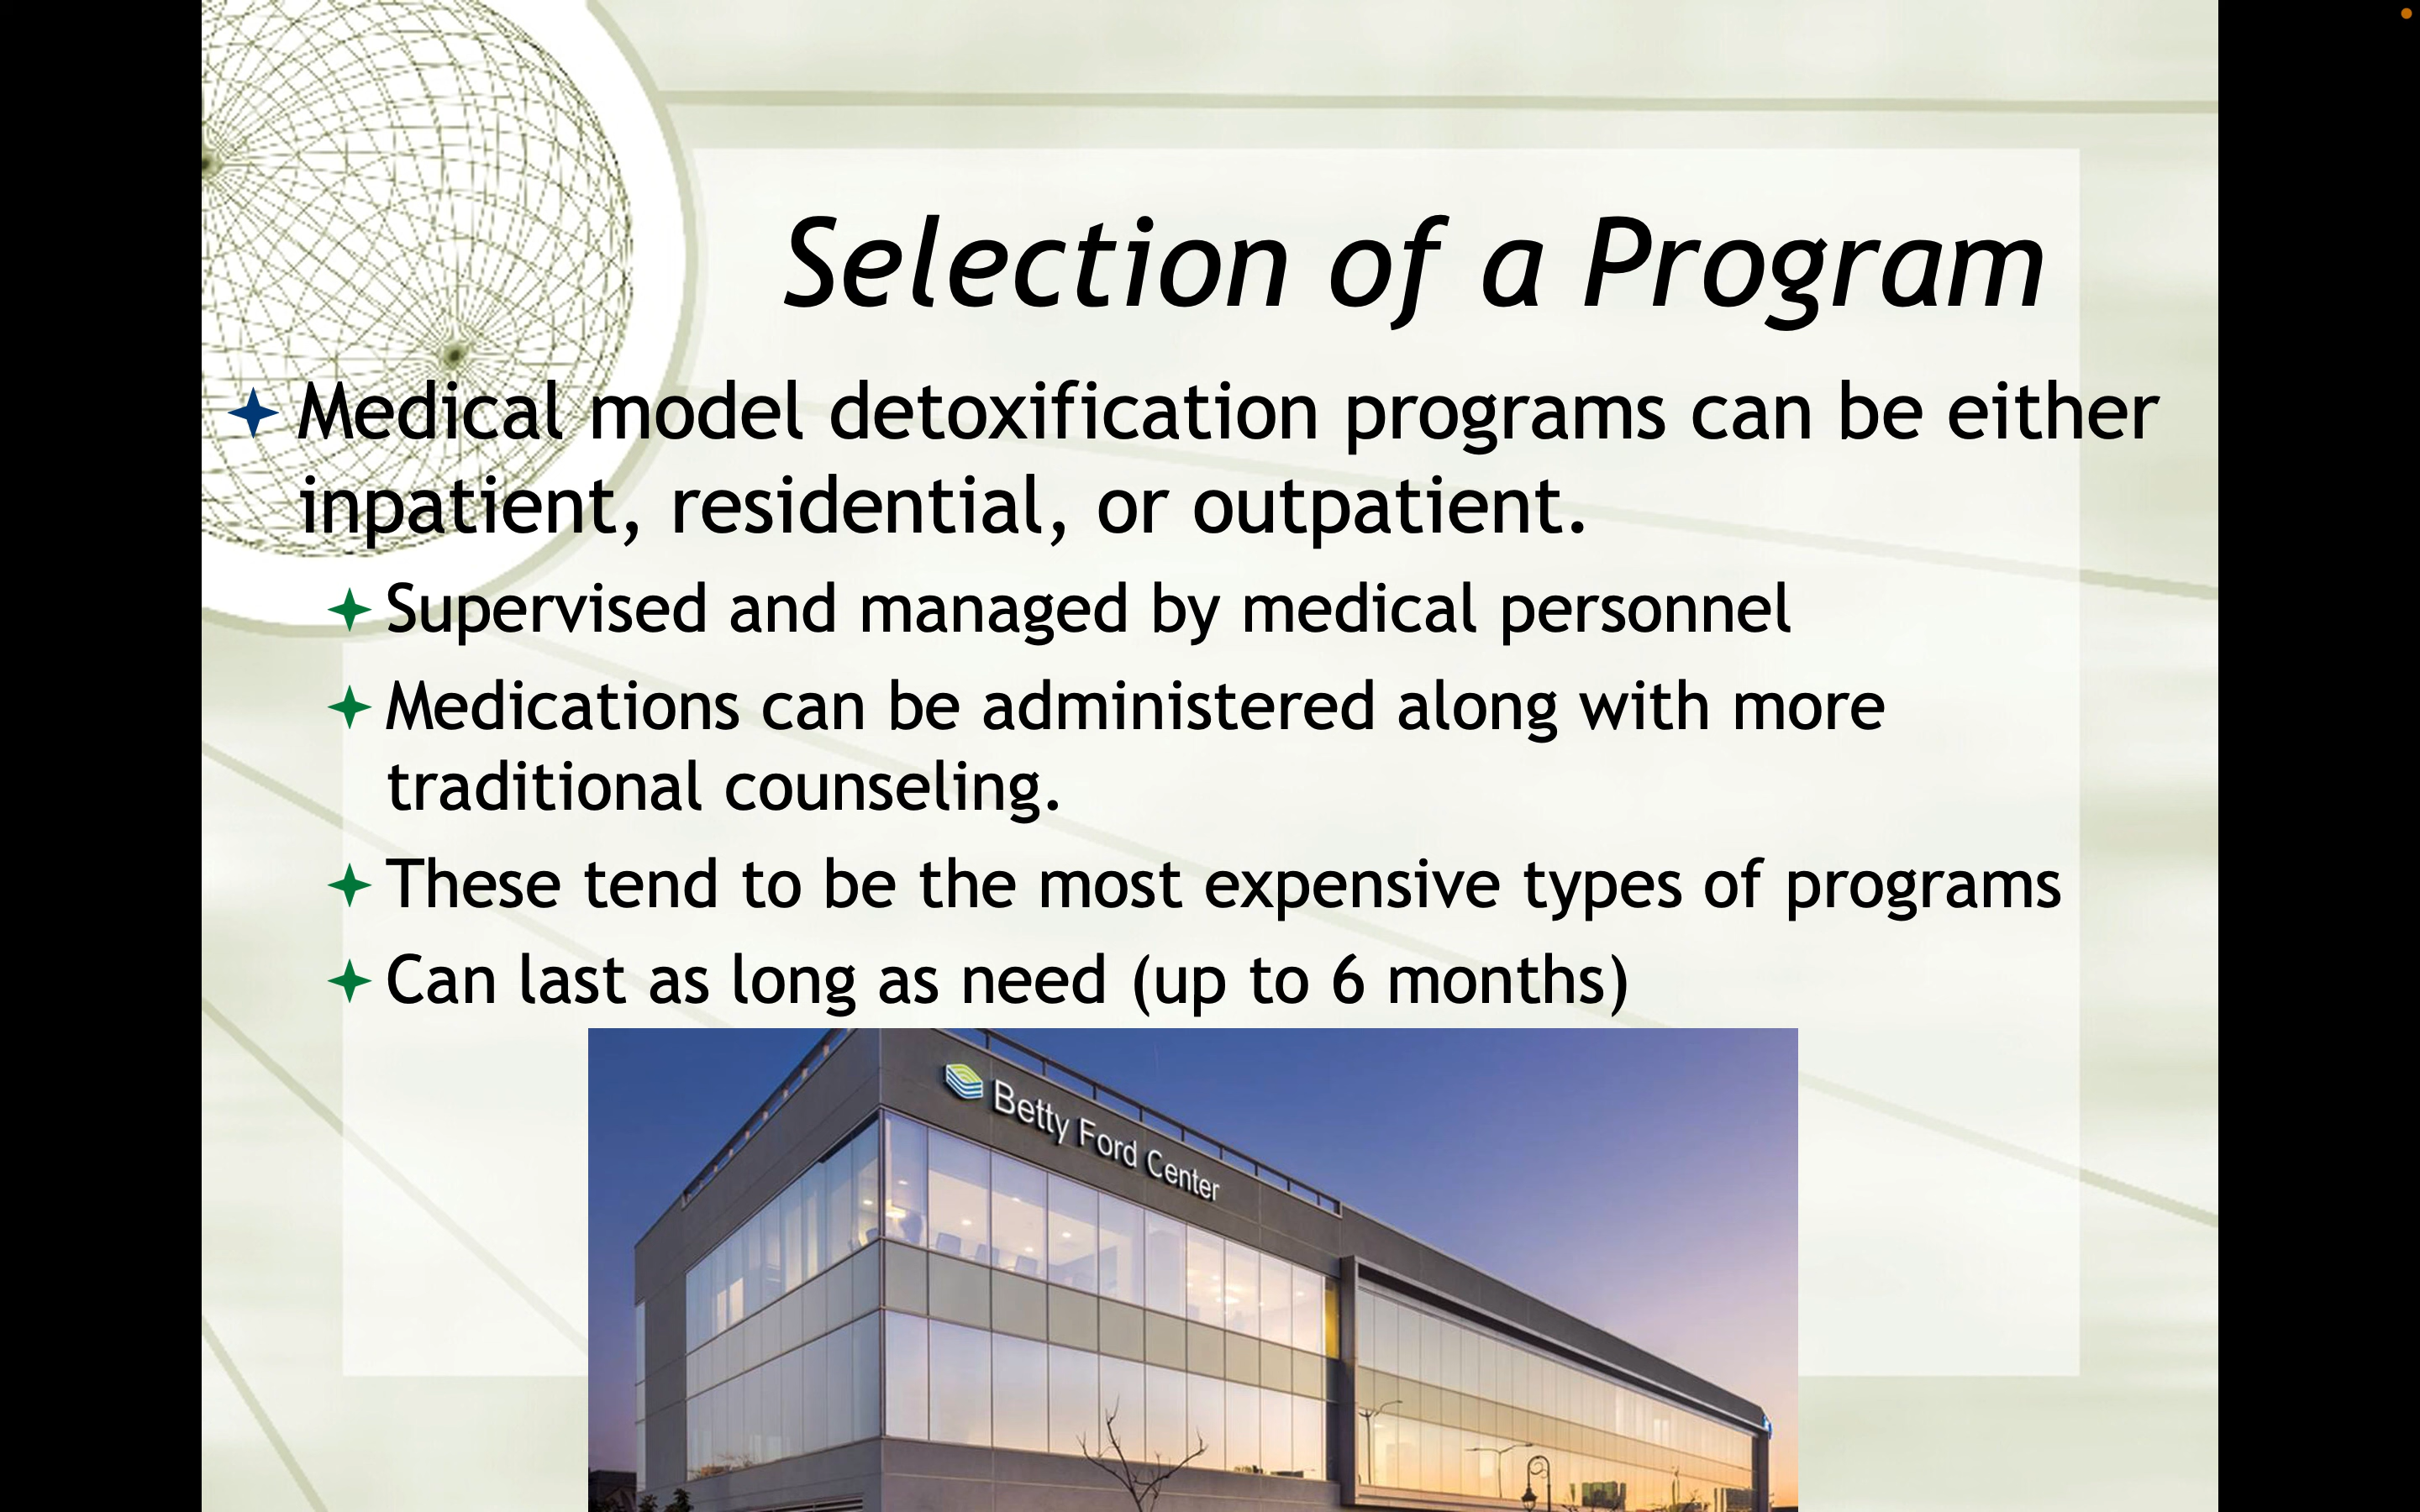 Selection of a Program
Medical model detoxification programs can be either
inpatient, residential, or outpatient.
Supervised and managed by medical personnel
Medications can be administered along with more
traditional counseling.
These tend to be the most expensive types of programs
Can last as long as need (up to 6 months)
Betty Ford Center